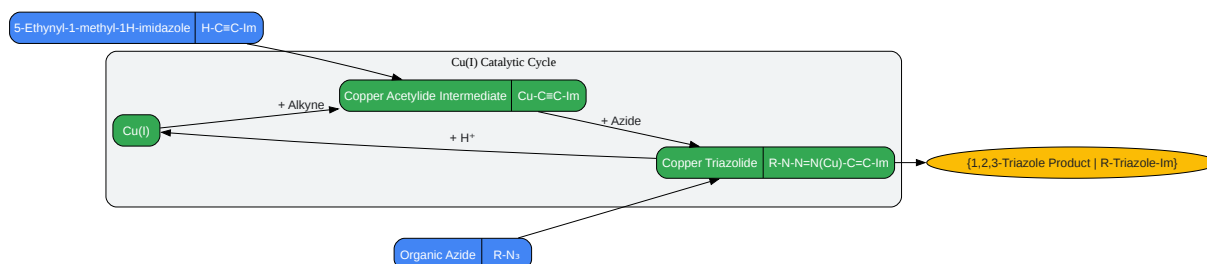 5-Ethynyl-1-methyl-1H-imidazole H-C≡C-Im
Cu(I) Catalytic Cycle
Copper Acetylide Intermediate Cu-C≡C-Im
+ Alkyne
+ Azide
Cu(I)
+ H⁺
Copper Triazolide R-N-N=N(Cu)-C=C-Im
{1,2,3-Triazole Product | R-Triazole-Im}
Organic Azide R-N₃